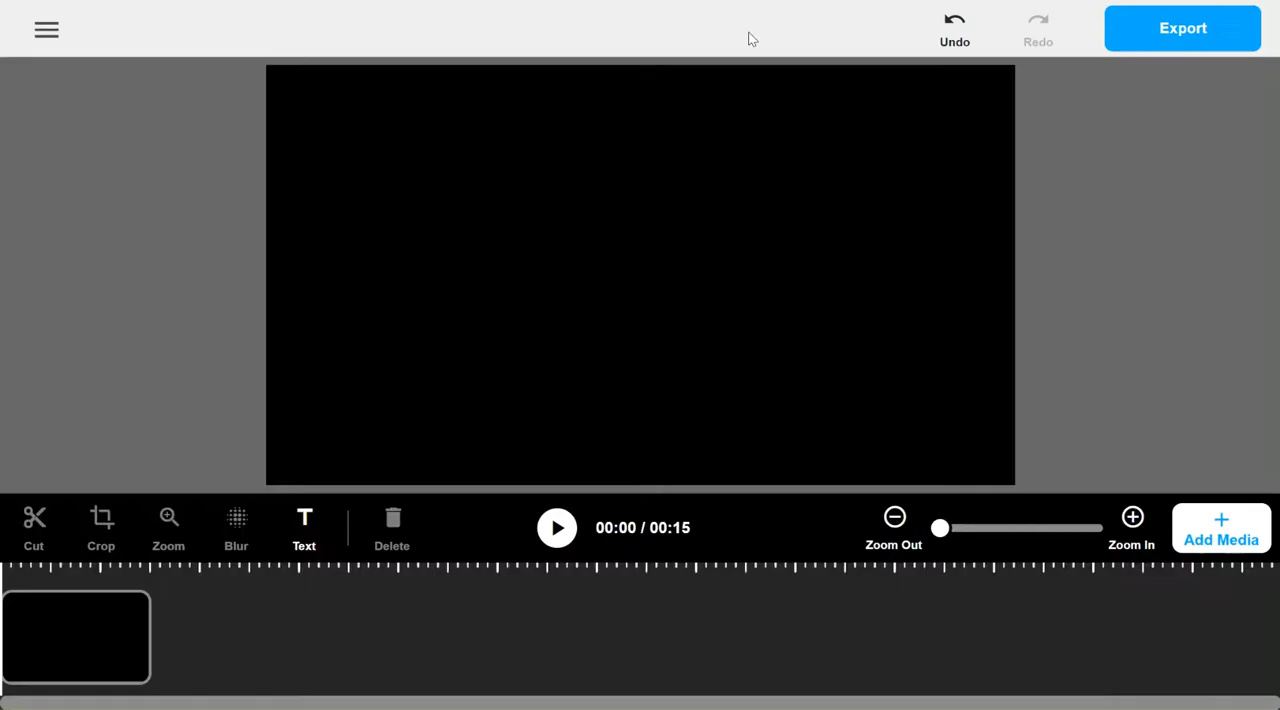 Undo
Redo
Export
Cut
Crop
Zoom
Blur
T
Text
Delete
00:00 / 00:15
Zoom Out
Zoom In
Add Media